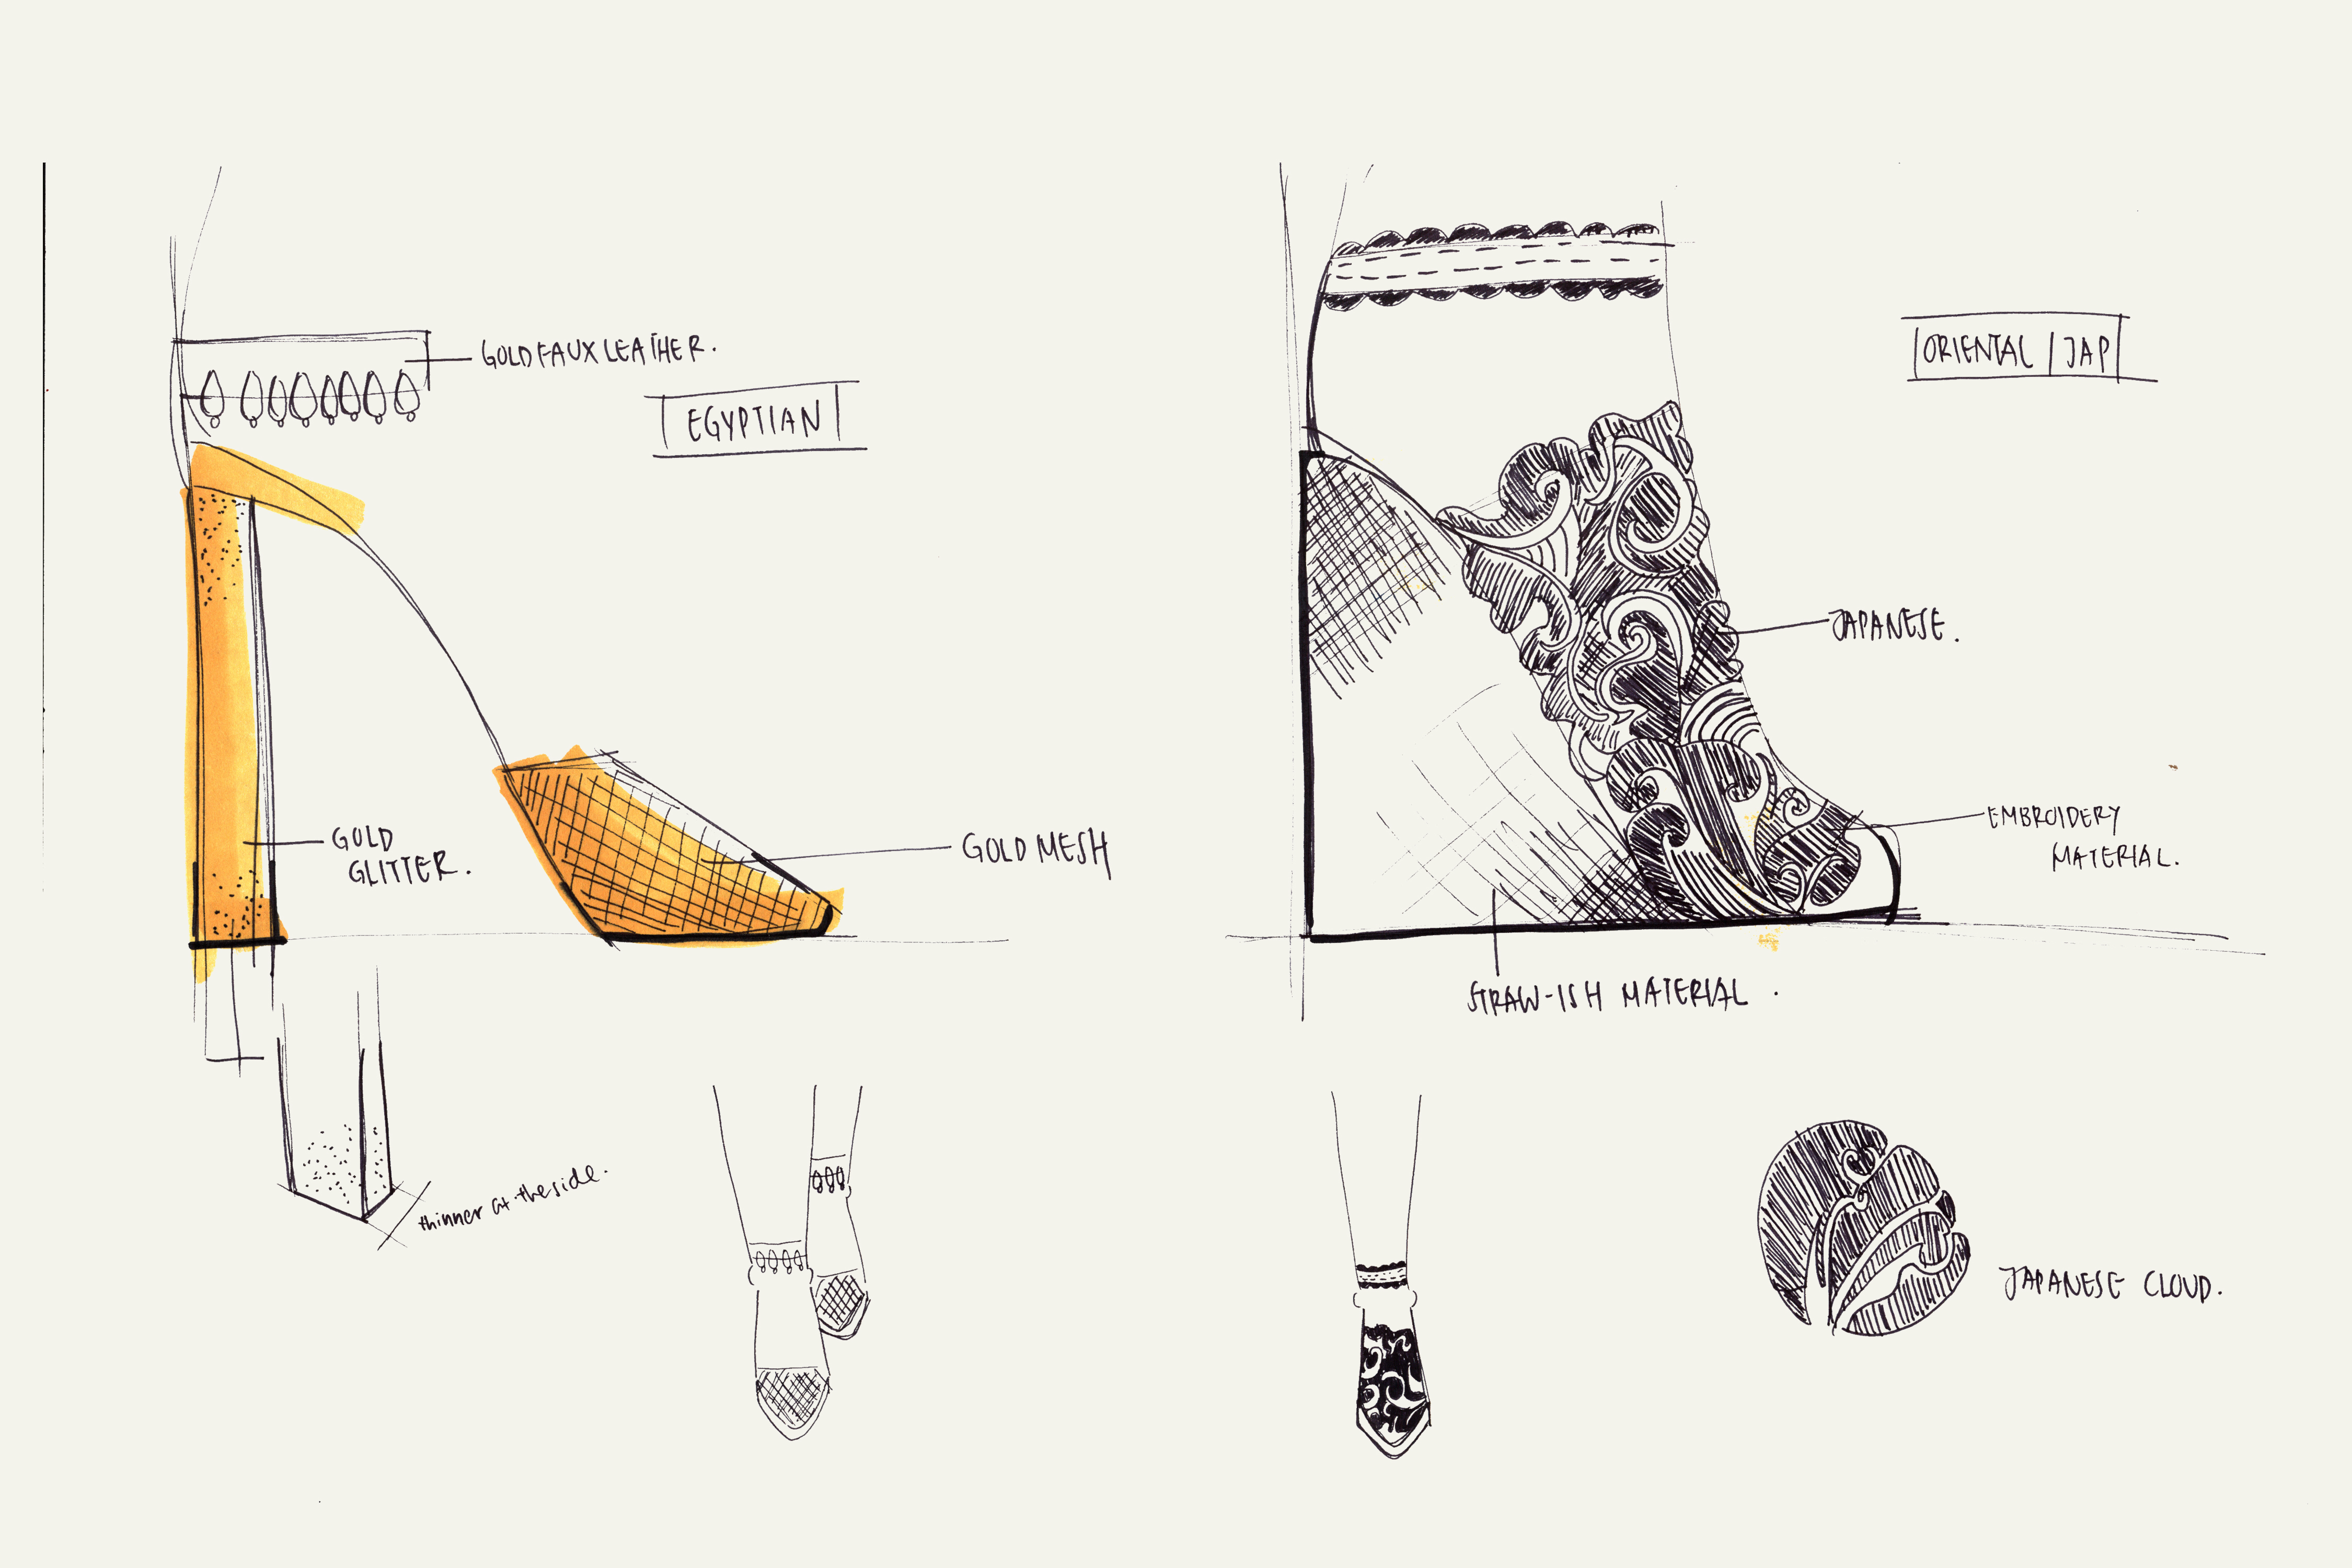 GOLD FAUX LEATHER.
EGYPTIAN
GOLD
GLITTER.
GOLD MESH
thinner at the side.
ORIENTAL | JAP
JAPANESE.
EMBROIDERY
MATERIAL.
STRAW-ISH MATERIAL.
JAPANESE CLOUD.